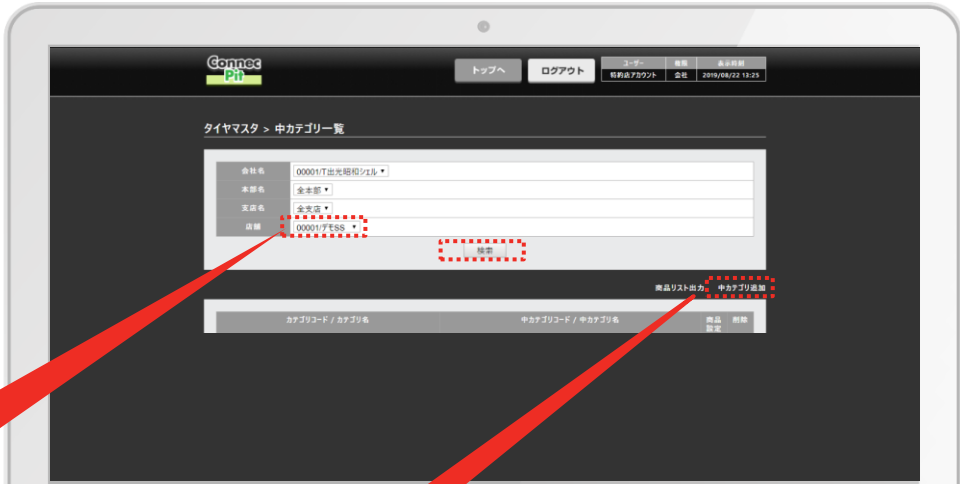 Connec
Pit
トップへ
ログアウト
ユーザー 権限 表示時刻
特約店アカウント 会社 2019/08/22 13:25
タイヤマスタ > 中カテゴリ一覧
会社名 00001/T出光昭和シェル
本部名 全本部
支店名 全支店
店舗 00001/デモSS
検索
商品リスト出力 中カテゴリ追加
カテゴリコード / カテゴリ名 中カテゴリコード / 中カテゴリ名 商品 削除
設定